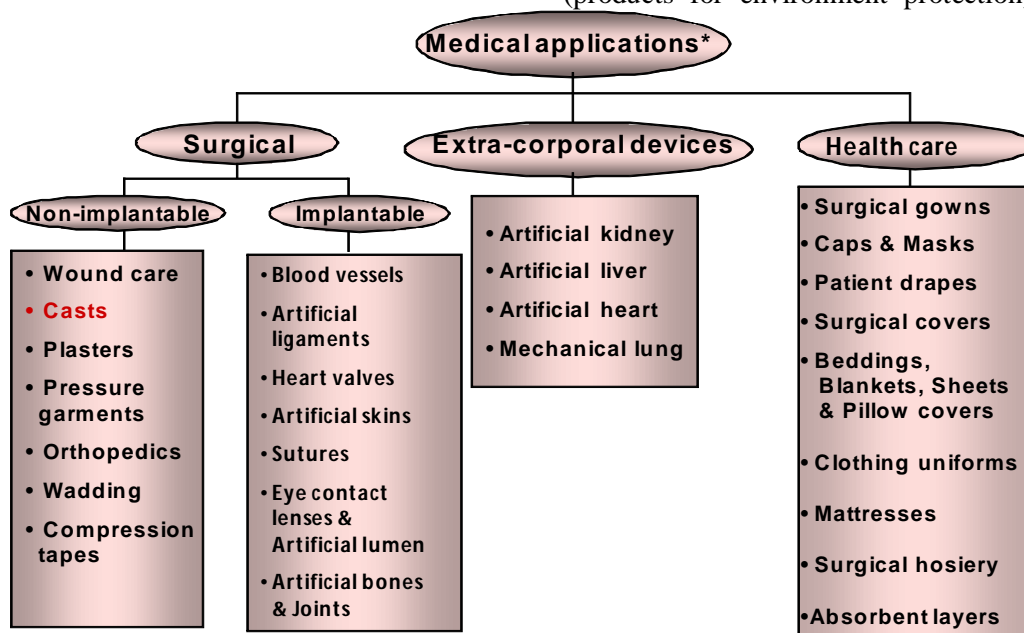 (products for environment protection,
Medical applications*
Surgical
Extra-corporal devices
Health care
Non-implantable
Implantable
• Wound care
• Casts
• Plasters
• Pressure
garments
• Orthopedics
• Wadding
• Compression
tapes
• Blood vessels
• Artificial
ligaments
• Heart valves
• Artificial skins
• Sutures
• Eye contact
lenses &
Artificial lumen
• Artificial bones
& Joints
• Artificial kidney
• Artificial liver
• Artificial heart
• Mechanical lung
• Surgical gowns
• Caps & Masks
• Patient drapes
• Surgical covers
• Beddings,
Blankets, Sheets
& Pillow covers
• Clothing uniforms
• Mattresses
• Surgical hosiery
• Absorbent layers